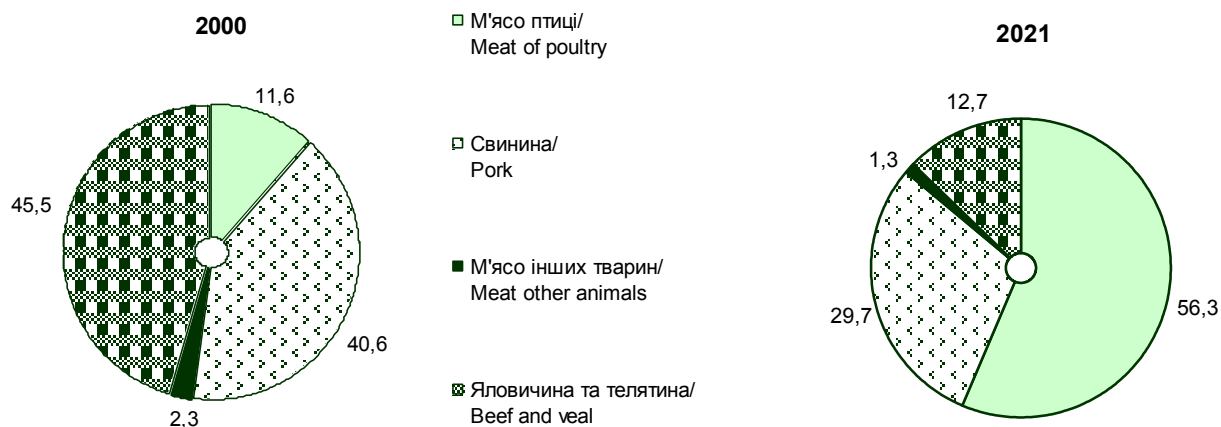 2000
11,6
40,6
2,3
45,5
М'ясо птиці/
Meat of poultry
Свинина/
Pork
М'ясо інших тварин/
Meat other animals
Яловичина та телятина/
Beef and veal
2021
12,7
1,3
29,7
56,3